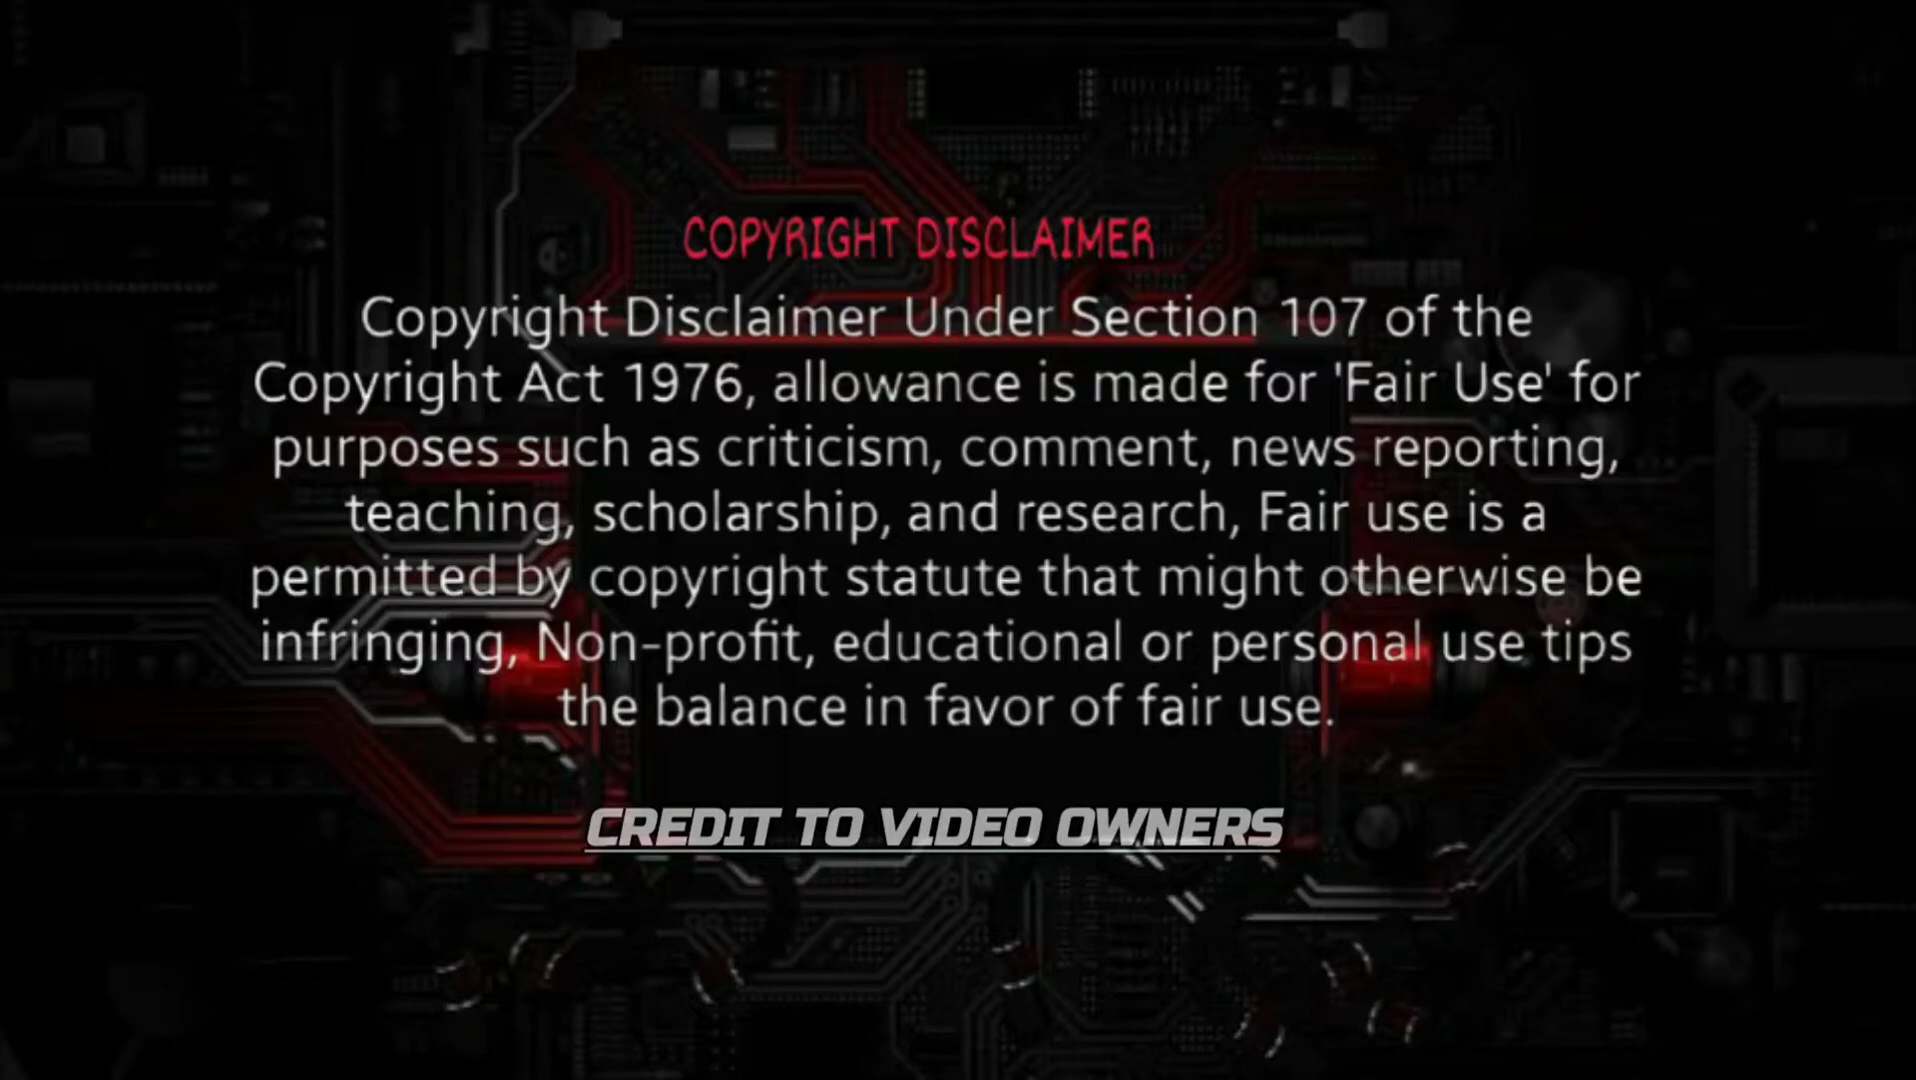 COPYRIGHT DISCLAIMER
Copyright Disclaimer Under Section 107 of the
Copyright Act 1976, allowance is made for 'Fair Use' for
purposes such as criticism, comment, news reporting,
teaching, scholarship, and research, Fair use is a
permitted by copyright statute that might otherwise be
infringing, Non-profit, educational or personal use tips
the balance in favor of fair use.
CREDIT TO VIDEO OWNERS